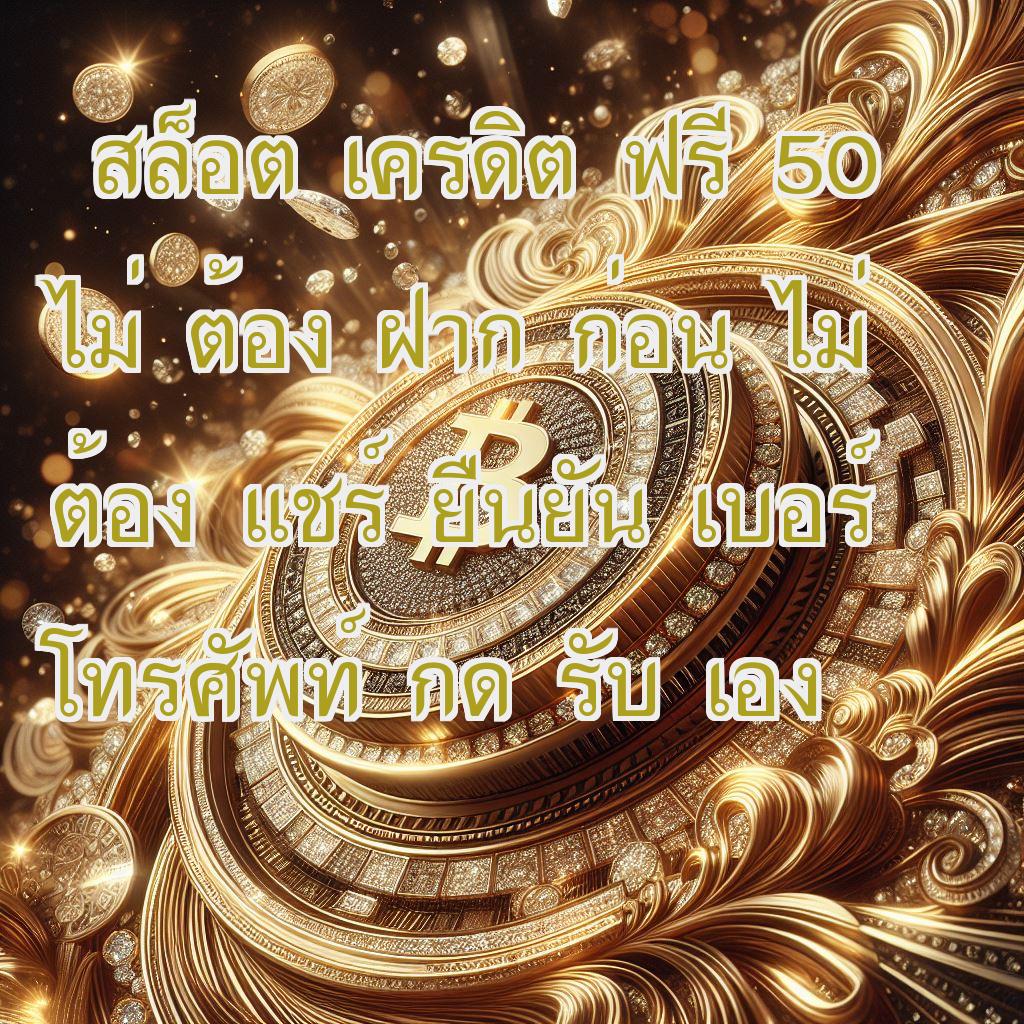 สล็อต เครดิต ฟรี 50
ไม่ ต้อง ฝาก ก่อน ไม่
ต้อง แชร์ ยืนยัน เบอร์
โทรศัพท์ กด รับ เอง